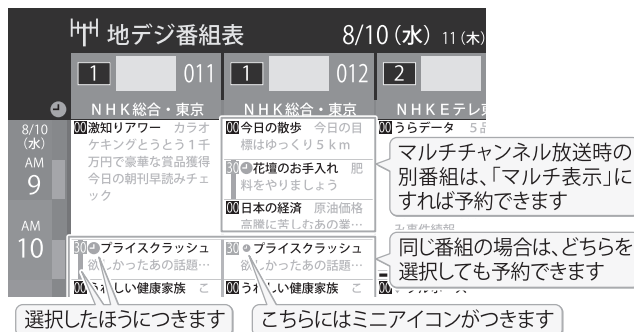 地デジ番組表
8/10 (水) 11 (木)
1 011 1 012 2
NHK総合・東京 NHK総合・東京 NHKEテレ
8/10
(水)
AM
9
AM
10
00激知りアワー カラオ
ケキングとうとう1千
万円で豪華な賞品獲得
今日の朝刊早読みチェ
ック
30プライスクラッシュ
欲しかったあの話題…
00うれしい健康家族 こ
00今日の散歩 今日の目
標はゆっくり5km
30花壇のお手入れ 肥
料をやりましょう
00日本の経済 原油価格
高騰に苦しむあの業…
30プライスクラッシュ
欲しかったあの話題…
00うれしい健康家族 こ
00うらデータ 5
マルチチャンネル放送時の
別番組は、「マルチ表示」に
すれば予約できます
同じ番組の場合は、どちらを
選択しても予約できます
選択したほうにつきます
こちらにはミニアイコンがつきます